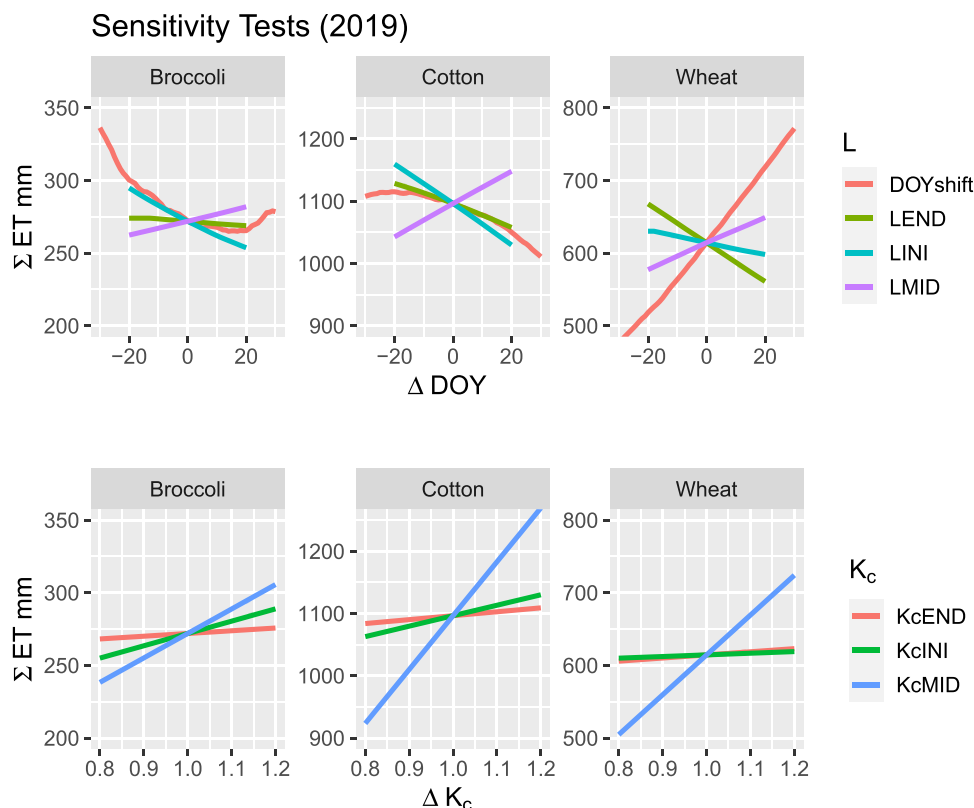 Sensitivity Tests (2019)
Broccoli Cotton Wheat
Σ ET mm
350
300
250
200
1200
1100
1000
900
800
700
600
500
−20 0 20 −20 0 20 −20 0 20
Δ DOY
L
DOYshift
LEND
LINI
LMID
Broccoli Cotton Wheat
Σ ET mm
350
300
250
200
1200
1100
1000
900
800
700
600
500
0.8 0.9 1.0 1.1 1.2 0.8 0.9 1.0 1.1 1.2 0.8 0.9 1.0 1.1 1.2
Δ Kc
Kc
KcEND
KcINI
KcMID